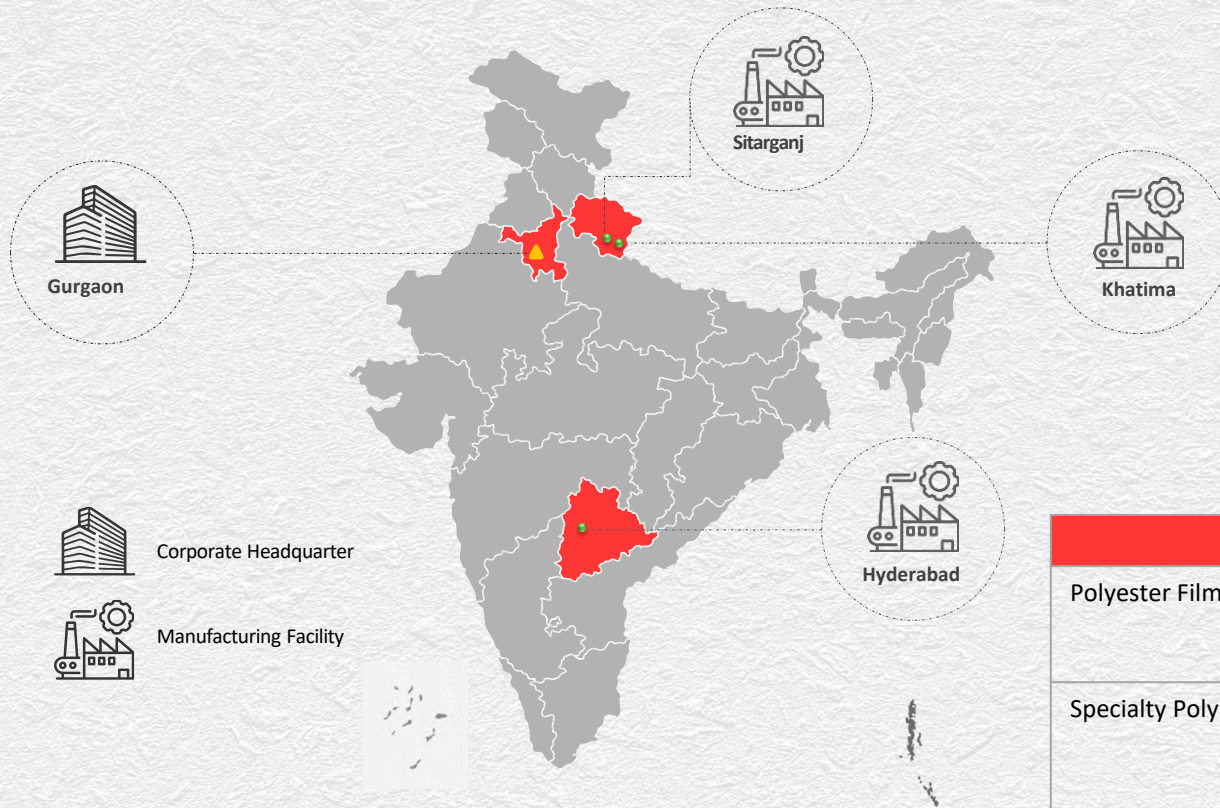 Sitarganj
Gurgaon
Khatima
Hyderabad
Corporate Headquarter
Manufacturing Facility
Polyester Film
Specialty Poly